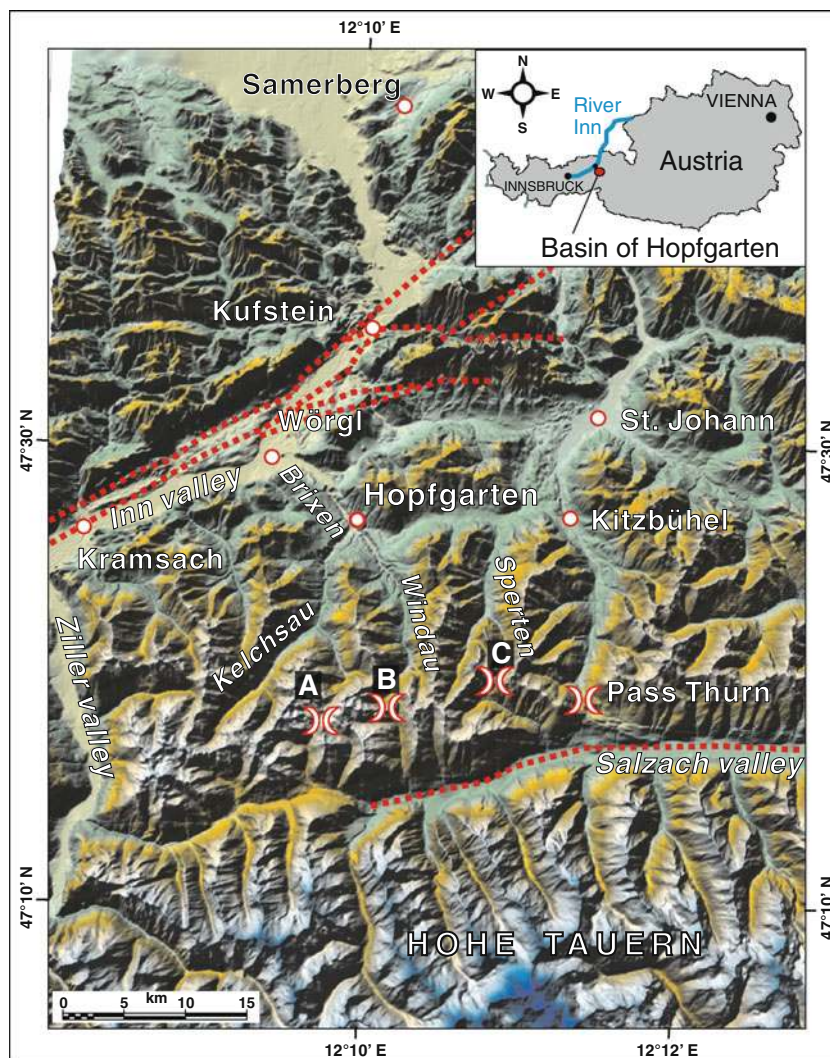 12°10' E
Samerberg
N
W E
S
River
Inn
VIENNA
Austria
INNSBRUCK
Basin of Hopfgarten
Kufstein
Wörgl
St. Johann
47°30' N
47°30' N
Inn valley
Brixen
Hopfgarten
Kitzbühel
Kramsach
Ziller valley
Kelchsau
Windau
Sperten
A
B
C
Pass Thurn
Salzach valley
47°10' N
47°10' N
HOHE TAUERN
km
0 5 10 15
12°10' E
12°12' E